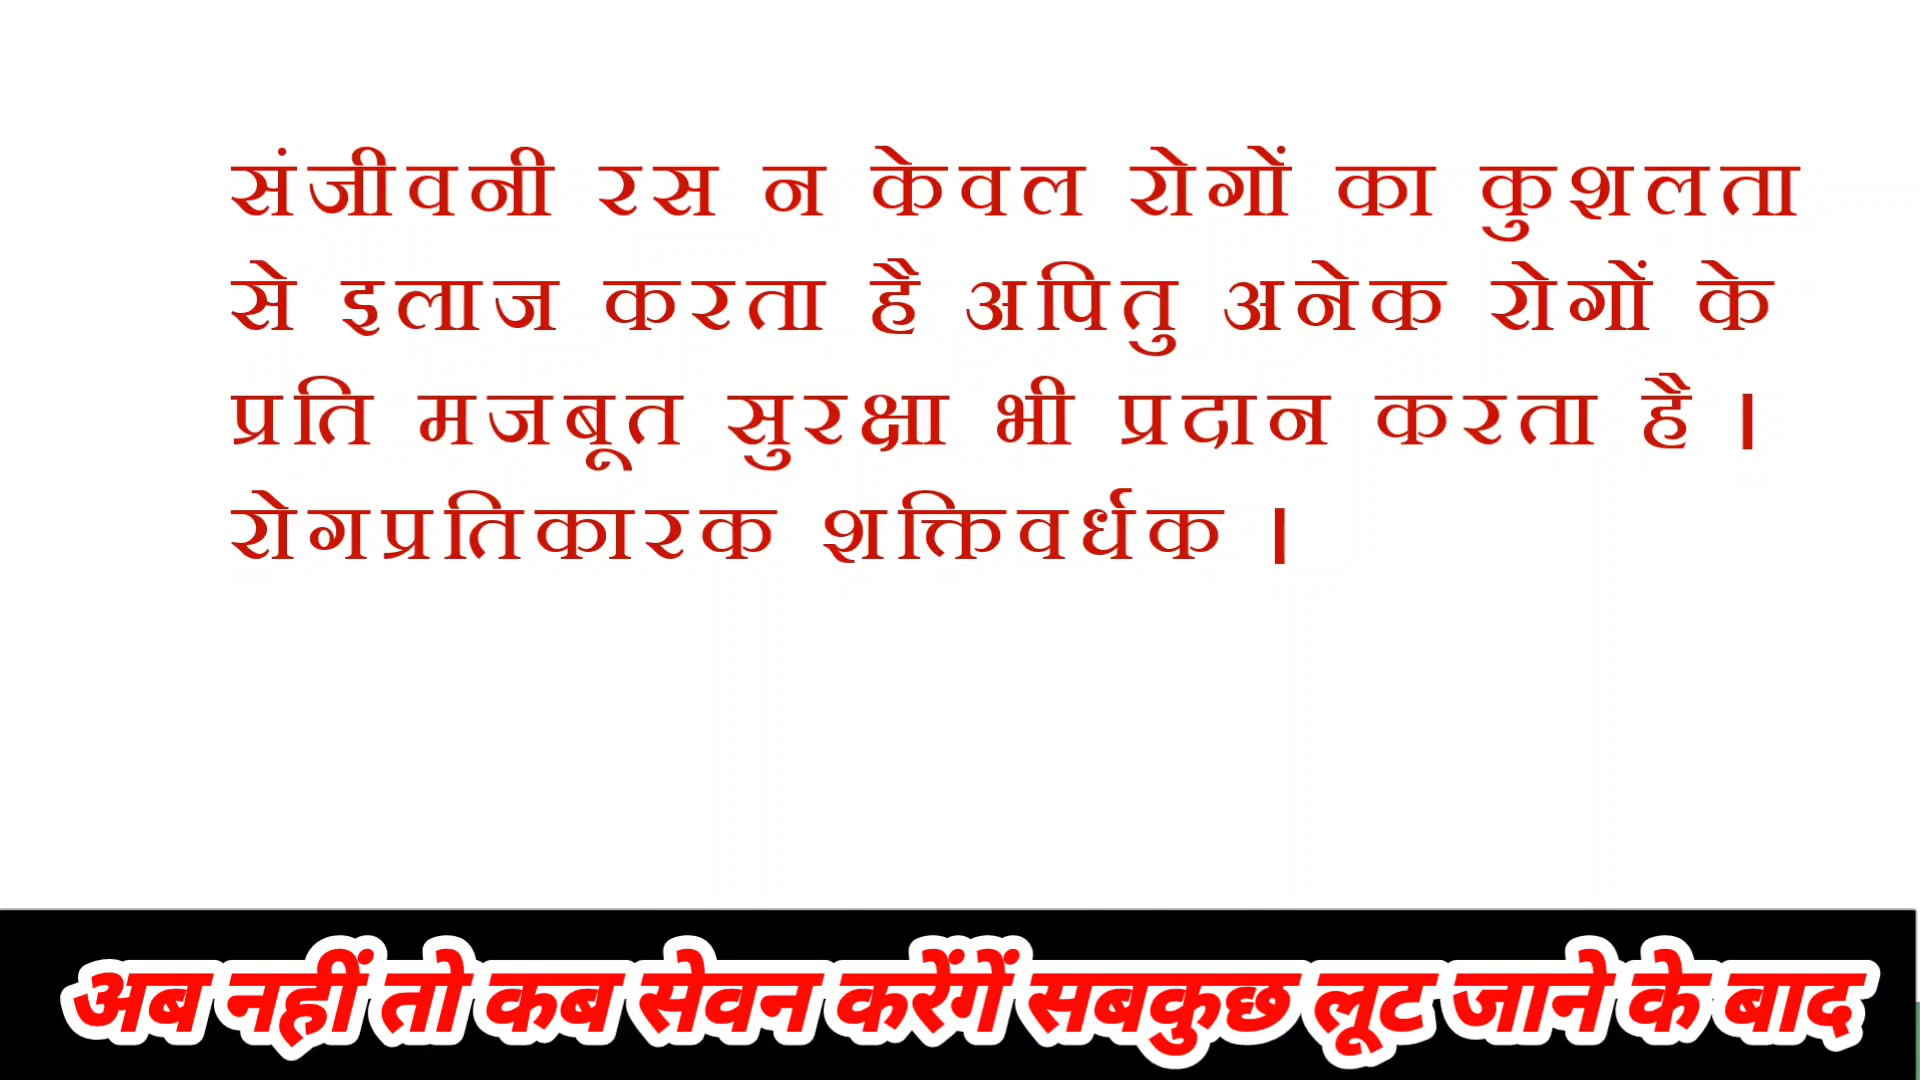 संजीवनी रस न केवल रोगों का कुशलता
से इलाज करता है अपितु अनेक रोगों के
प्रति मजबूत सुरक्षा भी प्रदान करता है ।
रोगप्रतिकारक शक्तिवर्धक ।
अब नहीं तो कब सेवन करेंगें सबकुछ लूट जाने के बाद